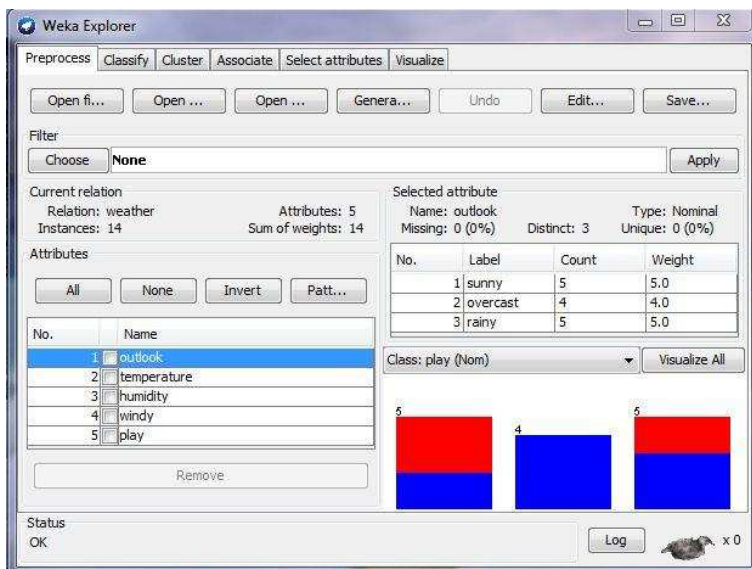 Weka Explorer
Preprocess Classify Cluster Associate Select attributes Visualize
Open fi... Open ... Open ... Genera... Undo Edit... Save...
Filter
Choose None Apply
Current relation
Relation: weather Attributes: 5
Instances: 14 Sum of weights: 14
Selected attribute
Name: outlook Type: Nominal
Missing: 0 (0%) Distinct: 3 Unique: 0 (0%)
Attributes
All None Invert Patt...
No. Name
1 outlook
2 temperature
3 humidity
4 windy
5 play
Remove
No. Label Count Weight
1 sunny 5 5.0
2 overcast 4 4.0
3 rainy 5 5.0
Class: play (Nom) Visualize All
5 4 5
Status
OK
Log x 0